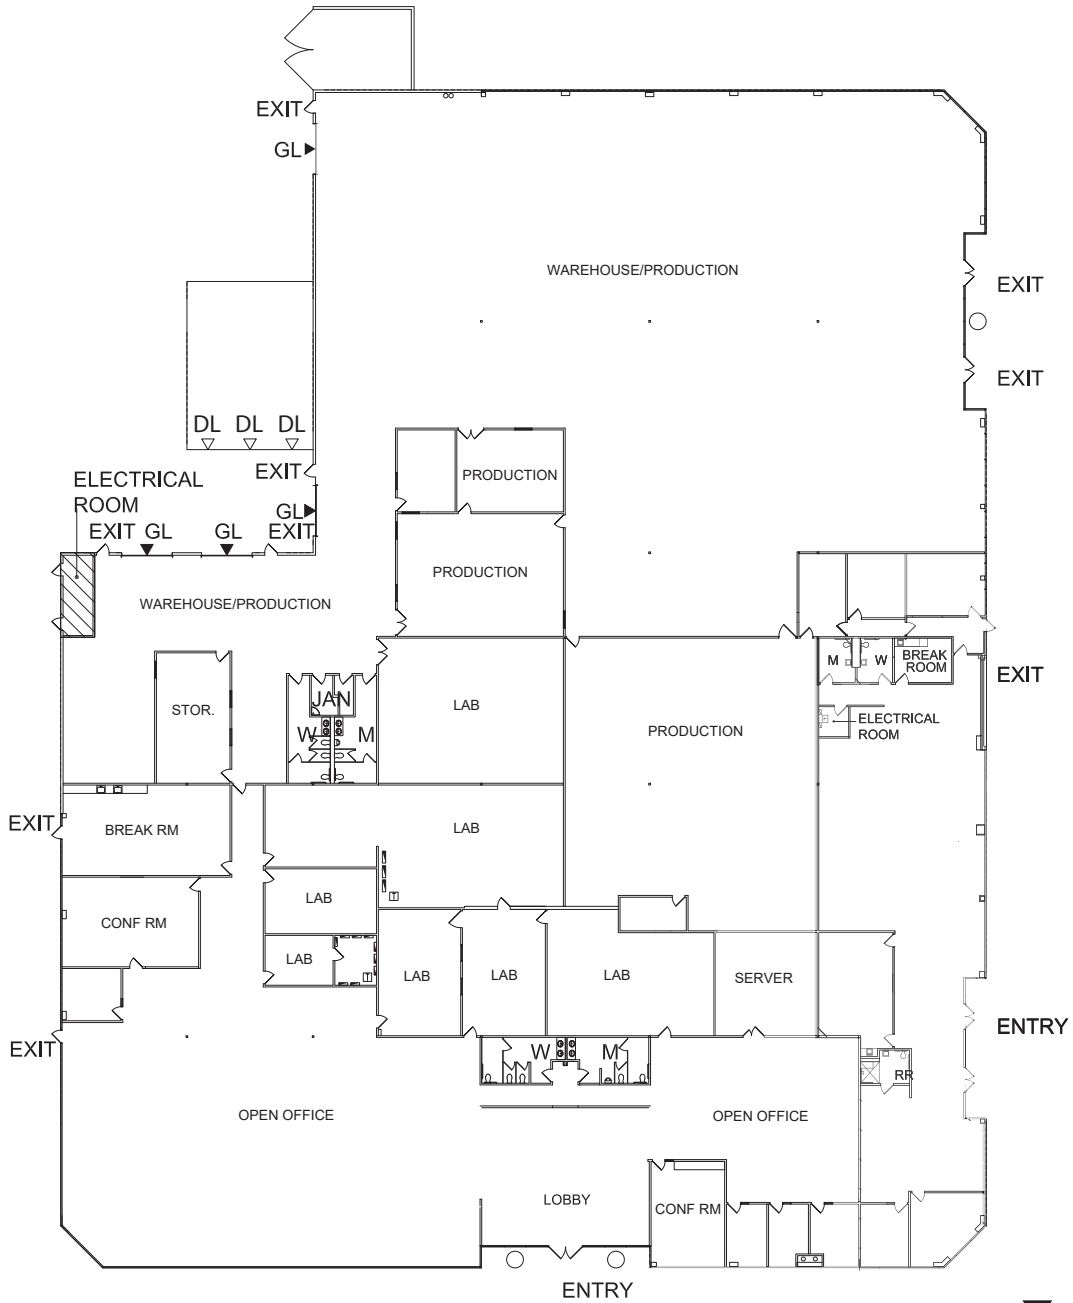 EXIT
GL
WAREHOUSE/PRODUCTION
EXIT
EXIT
DL DL DL
EXIT
ELECTRICAL
ROOM
PRODUCTION
GL
EXIT GL GL EXIT
PRODUCTION
WAREHOUSE/PRODUCTION
M W BREAK
ROOM
EXIT
JAN
STOR.
LAB
W M
ELECTRICAL
ROOM
PRODUCTION
EXIT
BREAK RM
LAB
LAB
CONF RM
LAB
LAB
LAB
LAB
SERVER
ENTRY
EXIT
W M
RR
OPEN OFFICE
OPEN OFFICE
LOBBY
CONF RM
ENTRY